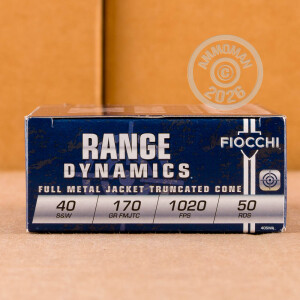 AMMOMAN
2026
RANGE
DYNAMICS
FIOCCHI
FULL METAL JACKET TRUNCATED CONE
40 170 1020 50
S&W GR FMJTC FPS RDS